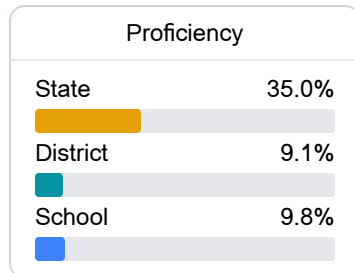 Proficiency
State 35.0%
District 9.1%
School 9.8%